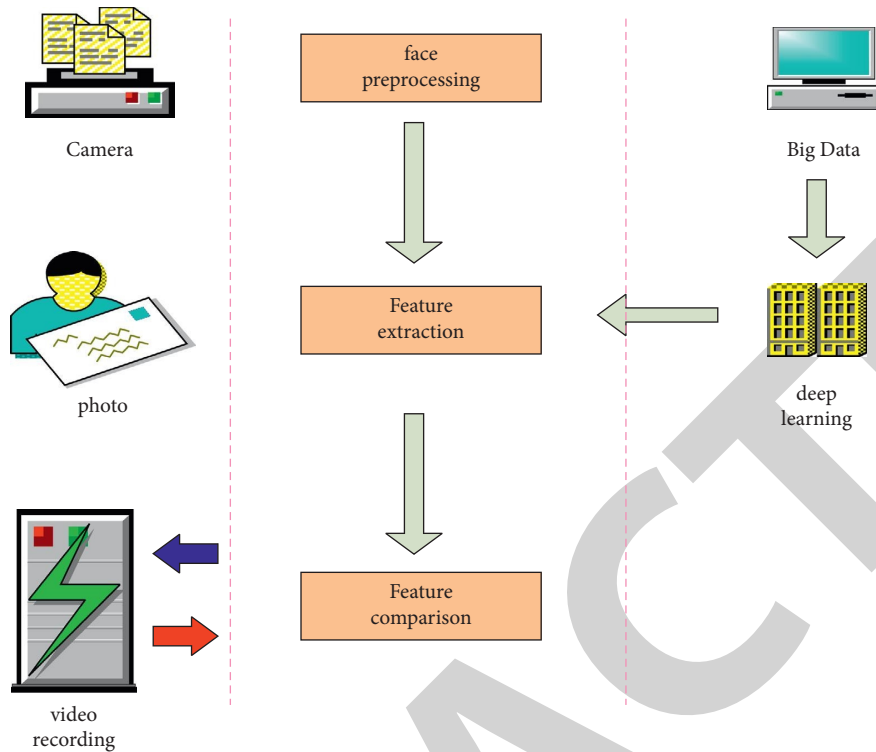 Camera
photo
video
recording
face
preprocessing
Feature
extraction
Feature
comparison
Big Data
deep
learning